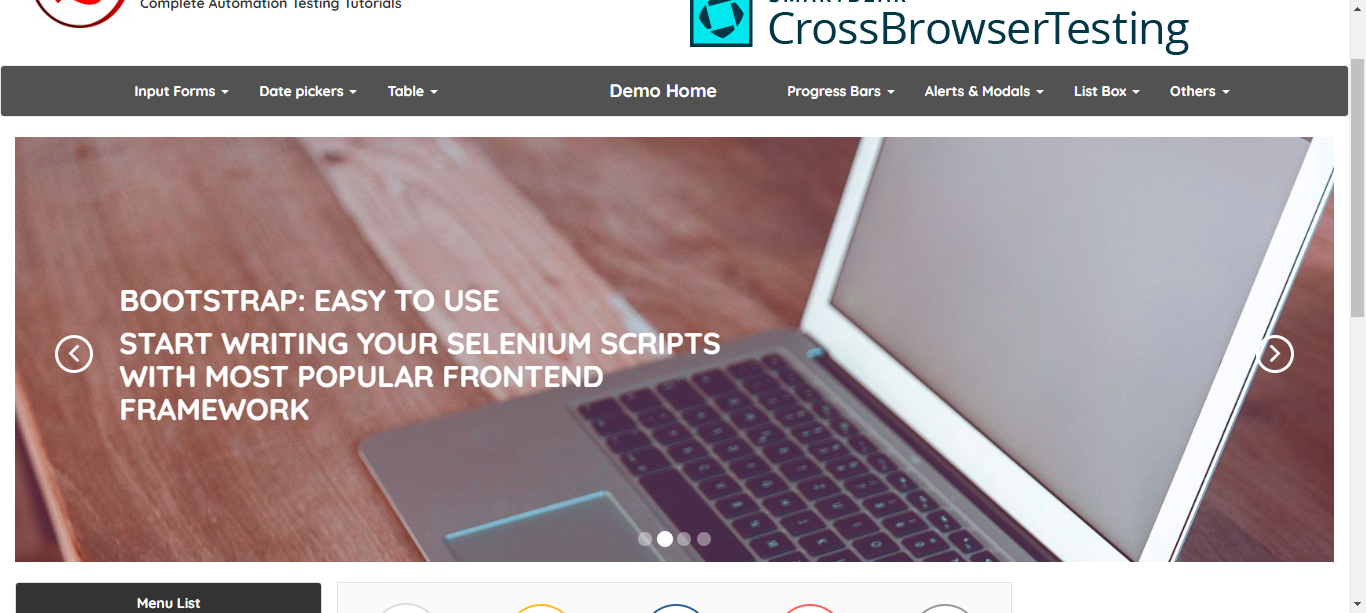 Complete Automation Testing Tutorials
SMARTBEAR
CrossBrowserTesting
Input Forms
Date pickers
Table
Demo Home
Progress Bars
Alerts & Modals
List Box
Others
BOOTSTRAP: EASY TO USE
START WRITING YOUR SELENIUM SCRIPTS
WITH MOST POPULAR FRONTEND
FRAMEWORK
Menu List